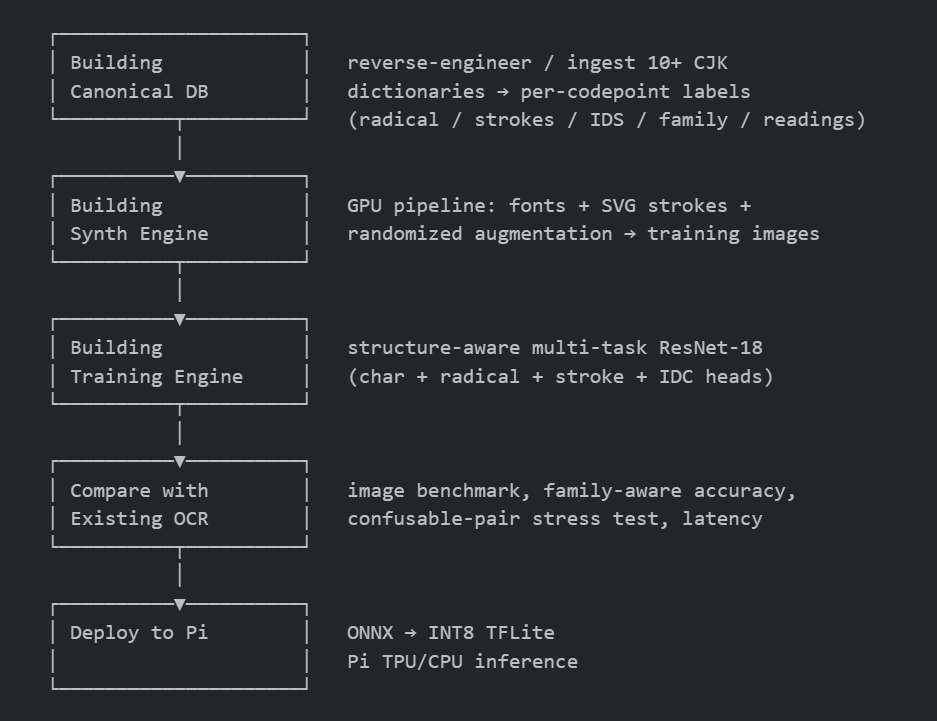 Building
Canonical DB
reverse-engineer / ingest 10+ CJK
dictionaries → per-codepoint labels
(radical / strokes / IDS / family / readings)
Building
Synth Engine
GPU pipeline: fonts + SVG strokes +
randomized augmentation → training images
Building
Training Engine
structure-aware multi-task ResNet-18
(char + radical + stroke + IDC heads)
Compare with
Existing OCR
image benchmark, family-aware accuracy,
confusable-pair stress test, latency
Deploy to Pi
ONNX → INT8 TFLite
Pi TPU/CPU inference